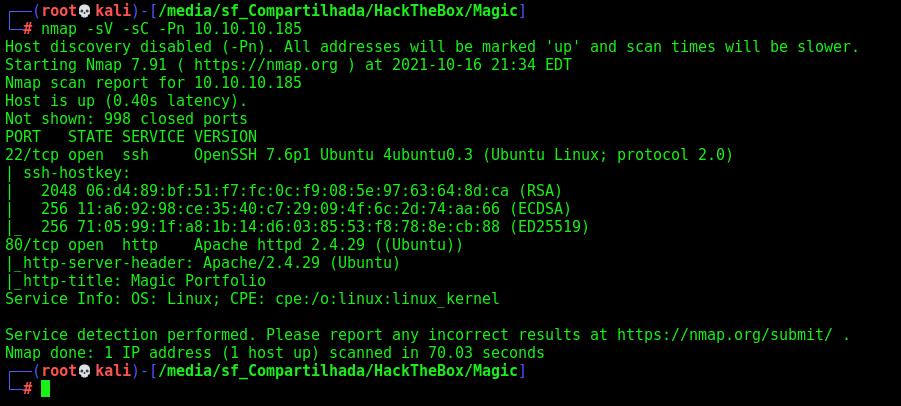 ┌──(root💀kali)-[/media/sf_Compartilhada/HackTheBox/Magic]
└─# nmap -sV -sC -Pn 10.10.10.185
Host discovery disabled (-Pn). All addresses will be marked 'up' and scan times will be slower.
Starting Nmap 7.91 ( https://nmap.org ) at 2021-10-16 21:34 EDT
Nmap scan report for 10.10.10.185
Host is up (0.40s latency).
Not shown: 998 closed ports
PORT   STATE SERVICE VERSION
22/tcp open  ssh     OpenSSH 7.6p1 Ubuntu 4ubuntu0.3 (Ubuntu Linux; protocol 2.0)
| ssh-hostkey:
|   2048 06:d4:89:bf:51:f7:fc:0c:f9:08:5e:97:63:64:8d:ca (RSA)
|   256 11:a6:92:98:ce:35:40:c7:29:09:4f:6c:2d:74:aa:66 (ECDSA)
|_  256 71:05:99:1f:a8:1b:14:d6:03:85:53:f8:78:8e:cb:88 (ED25519)
80/tcp open  http    Apache httpd 2.4.29 ((Ubuntu))
|_http-server-header: Apache/2.4.29 (Ubuntu)
|_http-title: Magic Portfolio
Service Info: OS: Linux; CPE: cpe:/o:linux:linux_kernel

Service detection performed. Please report any incorrect results at https://nmap.org/submit/ .
Nmap done: 1 IP address (1 host up) scanned in 70.03 seconds
┌──(root💀kali)-[/media/sf_Compartilhada/HackTheBox/Magic]
└─#